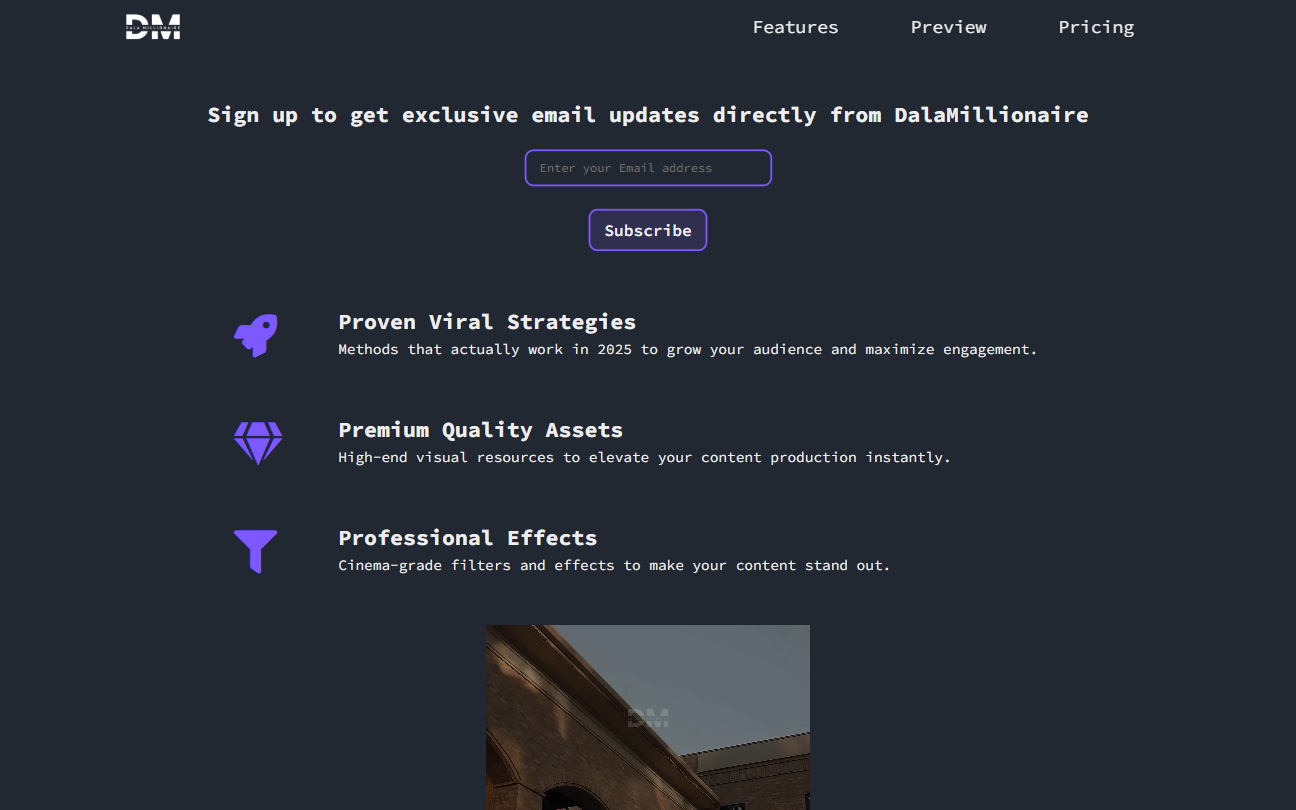 DM
DALA MILLIONAIRE
Features
Preview
Pricing
Sign up to get exclusive email updates directly from DalaMillionaire
Enter your Email address
Subscribe
Proven Viral Strategies
Methods that actually work in 2025 to grow your audience and maximize engagement.
Premium Quality Assets
High-end visual resources to elevate your content production instantly.
Professional Effects
Cinema-grade filters and effects to make your content stand out.
DM